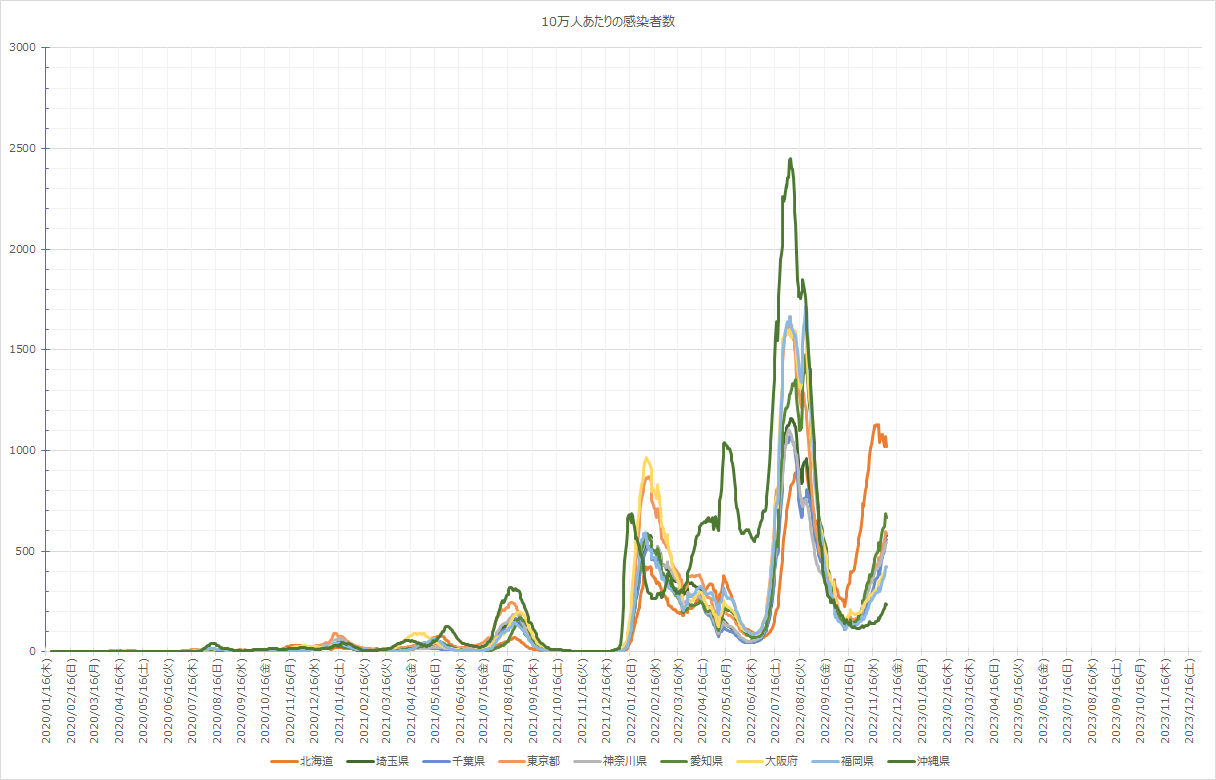 10万人あたりの感染者数
3000
2500
2000
1500
1000
500
0
2020/01/16(木)
2020/02/16(日)
2020/03/16(月)
2020/04/16(木)
2020/05/16(土)
2020/06/16(火)
2020/07/16(木)
2020/08/16(日)
2020/09/16(水)
2020/10/16(金)
2020/11/16(月)
2020/12/16(水)
2021/01/16(土)
2021/02/16(火)
2021/03/16(火)
2021/04/16(金)
2021/05/16(日)
2021/06/16(水)
2021/07/16(金)
2021/08/16(月)
2021/09/16(木)
2021/10/16(土)
2021/11/16(火)
2021/12/16(木)
2022/01/16(日)
2022/02/16(水)
2022/03/16(水)
2022/04/16(土)
2022/05/16(月)
2022/06/16(木)
2022/07/16(土)
2022/08/16(火)
2022/09/16(金)
2022/10/16(日)
2022/11/16(水)
2022/12/16(金)
2023/01/16(月)
2023/02/16(木)
2023/03/16(木)
2023/04/16(日)
2023/05/16(火)
2023/06/16(金)
2023/07/16(日)
2023/08/16(水)
2023/09/16(土)
2023/10/16(月)
2023/11/16(木)
2023/12/16(土)
北海道 埼玉県 千葉県 東京都 神奈川県 愛知県 大阪府 福岡県 沖縄県